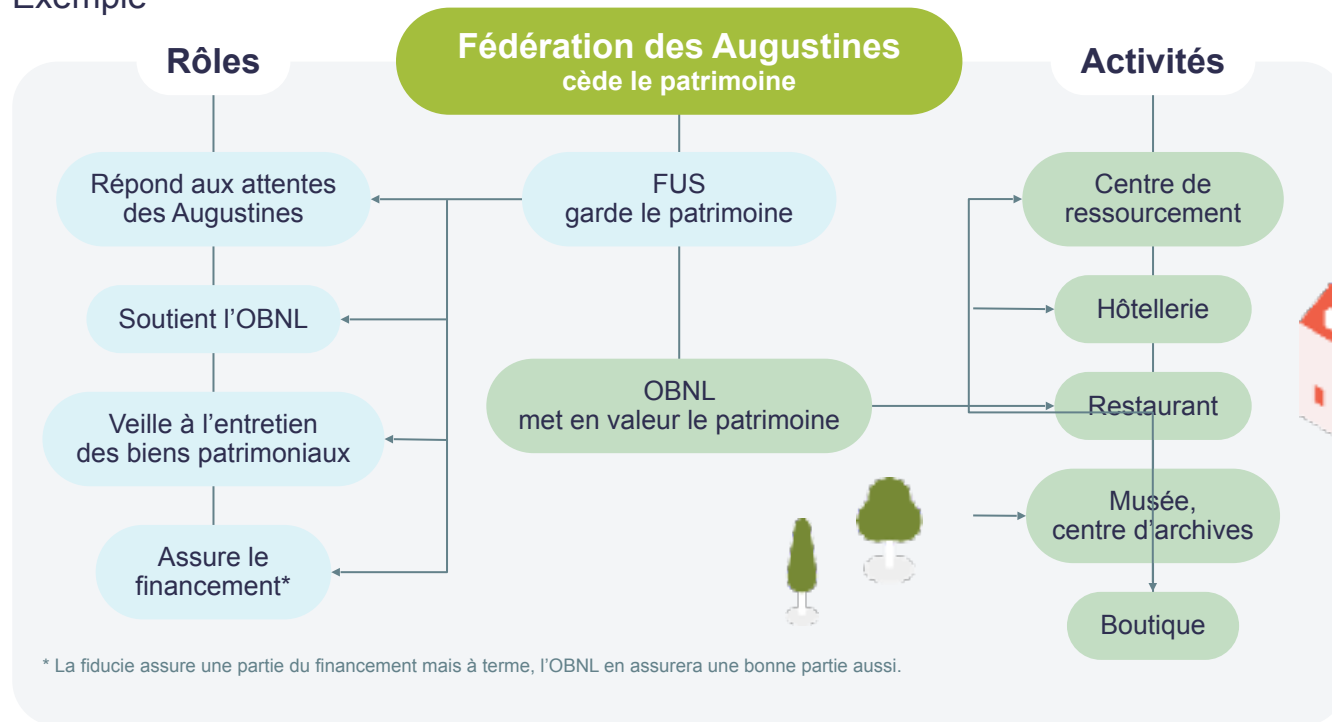 Exemple
Fédération des Augustines
cède le patrimoine
Rôles
Activités
Répond aux attentes
des Augustines
Soutient l’OBNL
Veille à l’entretien
des biens patrimoniaux
Assure le
financement*
FUS
garde le patrimoine
OBNL
met en valeur le patrimoine
Centre de
ressourcement
Hôtellerie
Restaurant
Musée,
centre d’archives
Boutique
* La fiducie assure une partie du financement mais à terme, l’OBNL en assurera une bonne partie aussi.